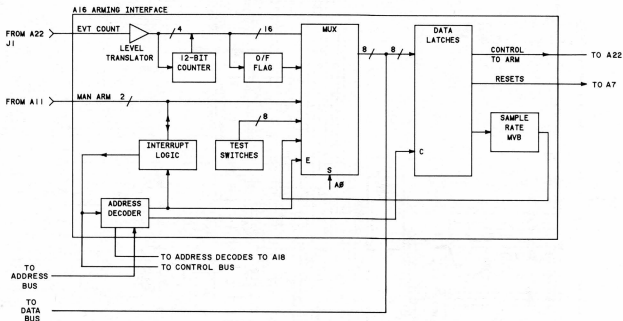 A16 ARMING INTERFACE
FROM A22
J1
EVT COUNT
LEVEL
TRANSLATOR
4
12-BIT
COUNTER
16
O/F
FLAG
MUX
8
8
DATA
LATCHES
CONTROL
TO ARM
TO A22
RESETS
TO A7
FROM A11
MAN ARM 2
INTERRUPT
LOGIC
8
TEST
SWITCHES
E
S
AØ
C
SAMPLE
RATE
MVB
ADDRESS
DECODER
TO ADDRESS DECODES TO A18
TO CONTROL BUS
TO
ADDRESS
BUS
TO
DATA
BUS